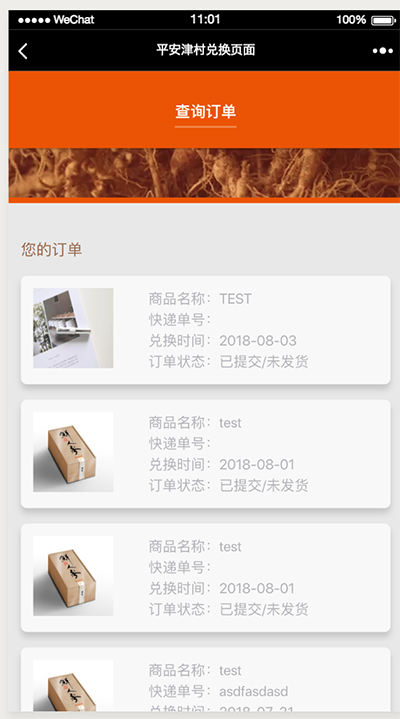 WeChat
11:01
100%
平安津村兑换页面
查询订单
您的订单
商品名称：TEST
快递单号：
兑换时间：2018-08-03
订单状态：已提交/未发货
商品名称：test
快递单号：
兑换时间：2018-08-01
订单状态：已提交/未发货
商品名称：test
快递单号：
兑换时间：2018-08-01
订单状态：已提交/未发货
商品名称：test
快递单号：asdfasdasd